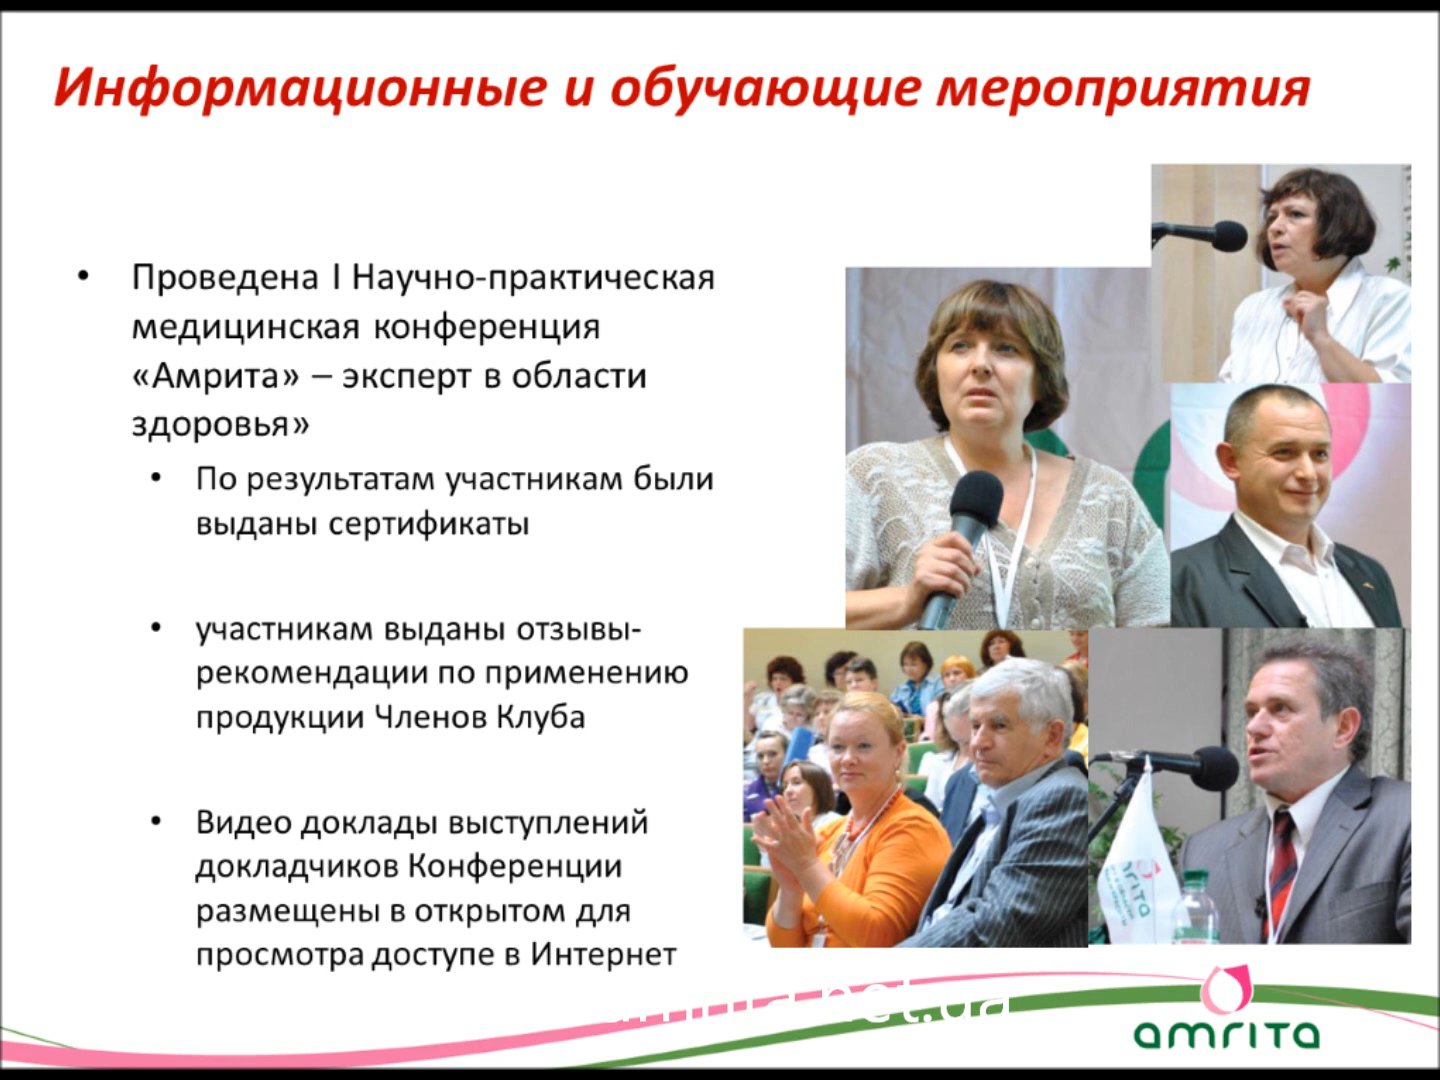 Информационные и обучающие мероприятия
• Проведена I Научно-практическая
медицинская конференция
«Амрита» – эксперт в области
здоровья»
• По результатам участникам были
выданы сертификаты
• участникам выданы отзывы-
рекомендации по применению
продукции Членов Клуба
• Видео доклады выступлений
докладчиков Конференции
размещены в открытом для
просмотра доступе в Интернет
amrita